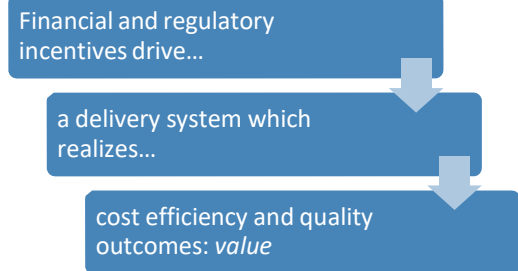 Financial and regulatory
incentives drive…
a delivery system which
realizes…
cost efficiency and quality
outcomes: value